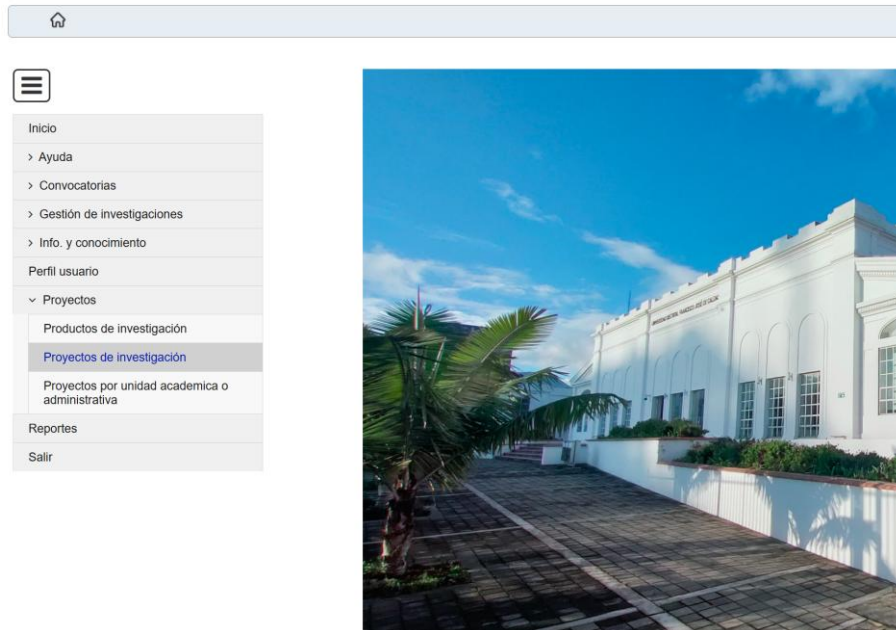 Inicio
> Ayuda
> Convocatorias
> Gestión de investigaciones
> Info. y conocimiento
Perfil usuario
Proyectos
Productos de investigación
Proyectos de investigación
Proyectos por unidad academica o
administrativa
Reportes
Salir